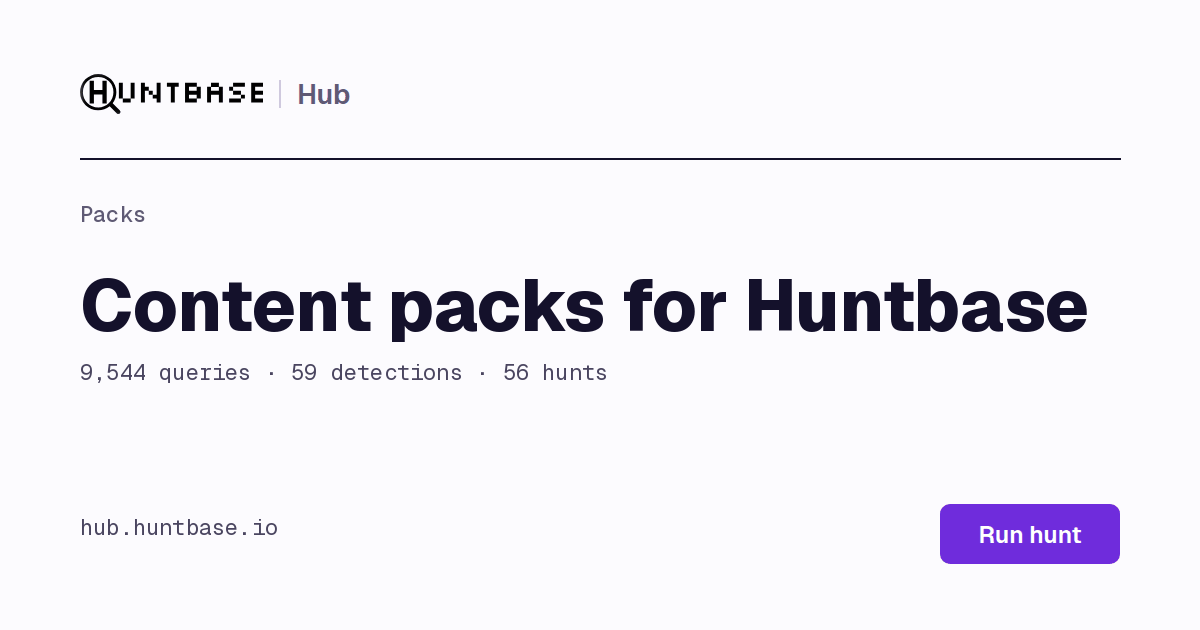 HUNTBASE | Hub
Packs
Content packs for Huntbase
9,544 queries · 59 detections · 56 hunts
hub.huntbase.io
Run hunt